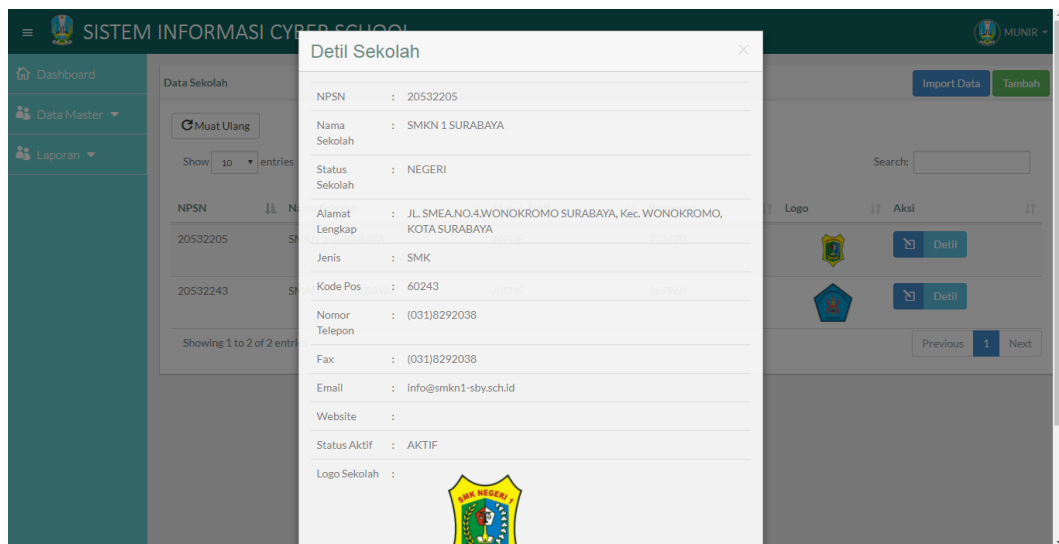 ≡ SISTEM INFORMASI CYBER SCHOOL
MUNIR
Dashboard
Data Master
Laporan
Data Sekolah
Import Data
Tambah
Muat Ulang
Show 10 entries
Search:
NPSN
Logo
Aksi
20532205
Detil
20532243
Detil
Showing 1 to 2 of 2
Previous 1 Next
Detil Sekolah ×
NPSN : 20532205
Nama : SMKN 1 SURABAYA
Sekolah
Status : NEGERI
Sekolah
Alamat : JL. SMEA.NO.4.WONOKROMO SURABAYA, Kec. WONOKROMO,
Lengkap KOTA SURABAYA
Jenis : SMK
Kode Pos : 60243
Nomor : (031)8292038
Telepon
Fax : (031)8292038
Email : info@smkn1-sby.sch.id
Website :
Status Aktif : AKTIF
Logo Sekolah :
SMK NEGERI 1